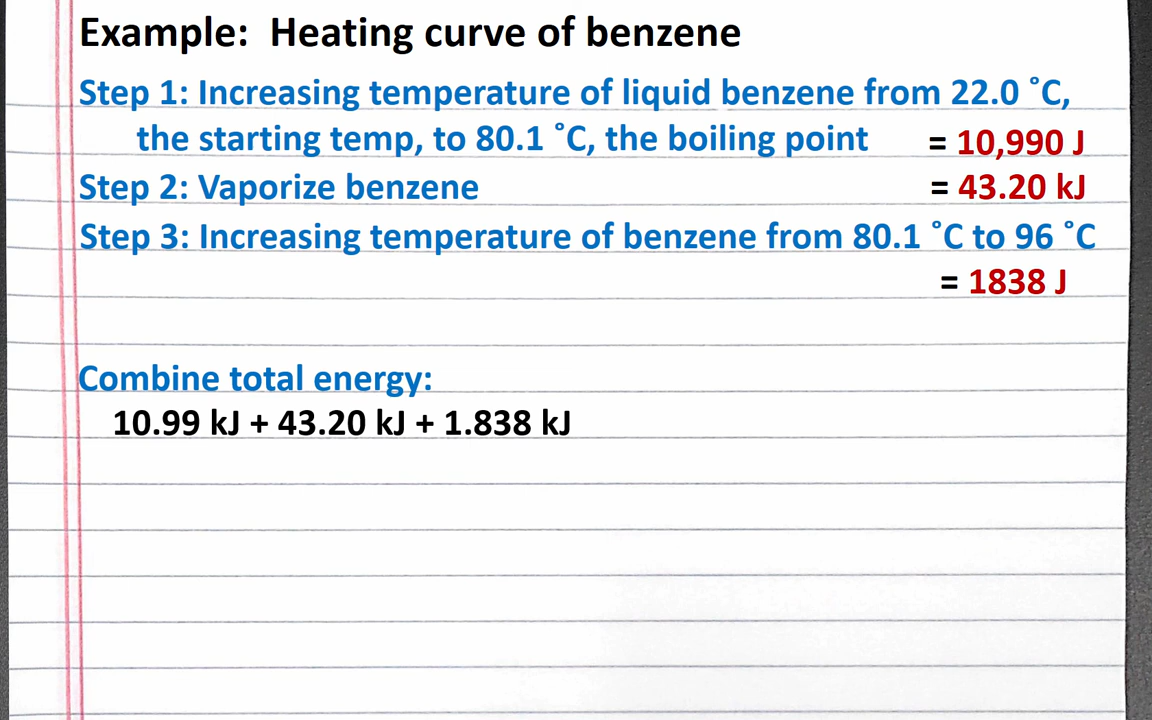 Example:  Heating curve of benzene
Step 1: Increasing temperature of liquid benzene from 22.0 ˚C,
the starting temp, to 80.1 ˚C, the boiling point = 10,990 J
Step 2: Vaporize benzene = 43.20 kJ
Step 3: Increasing temperature of benzene from 80.1 ˚C to 96 ˚C
= 1838 J
Combine total energy:
10.99 kJ + 43.20 kJ + 1.838 kJ